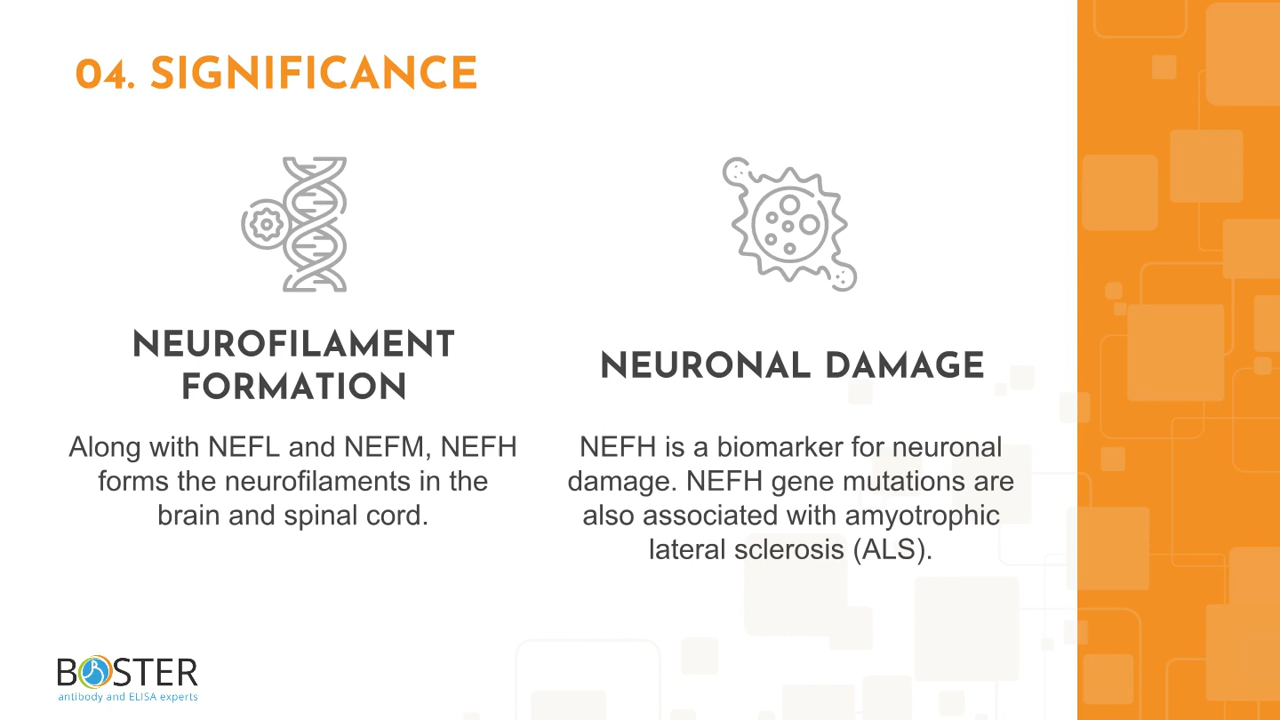 04. SIGNIFICANCE
NEUROFILAMENT
FORMATION
Along with NEFL and NEFM, NEFH
forms the neurofilaments in the
brain and spinal cord.
NEURONAL DAMAGE
NEFH is a biomarker for neuronal
damage. NEFH gene mutations are
also associated with amyotrophic
lateral sclerosis (ALS).
BOSTER
antibody and ELISA experts